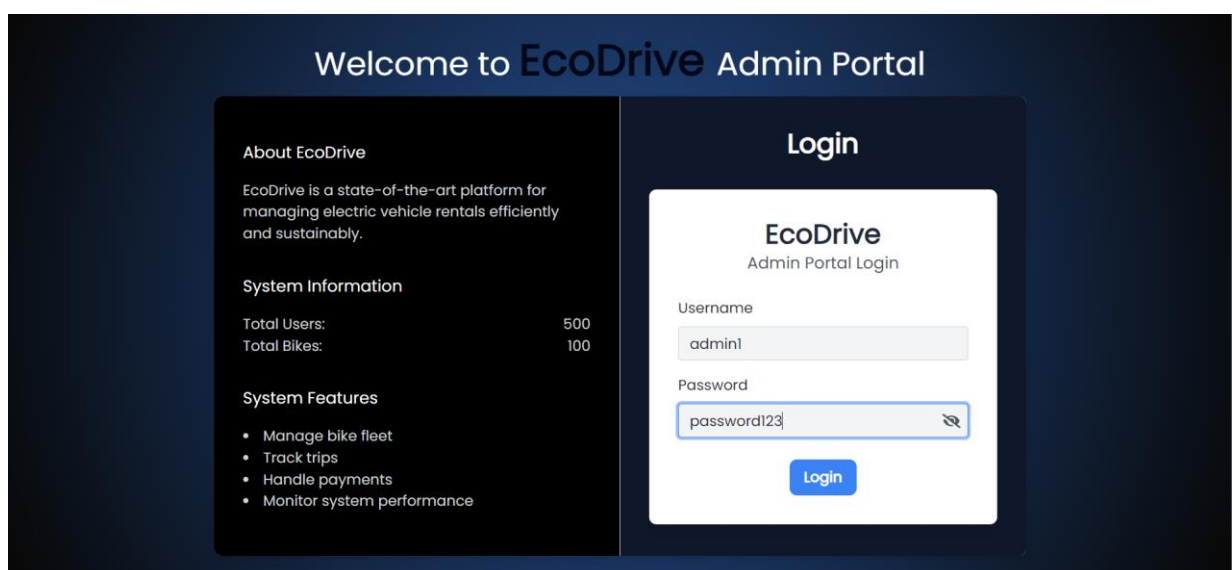 Welcome to EcoDrive Admin Portal
About EcoDrive
EcoDrive is a state-of-the-art platform for
managing electric vehicle rentals efficiently
and sustainably.
System Information
Total Users: 500
Total Bikes: 100
System Features
• Manage bike fleet
• Track trips
• Handle payments
• Monitor system performance
Login
EcoDrive
Admin Portal Login
Username
admin1
Password
password123
Login